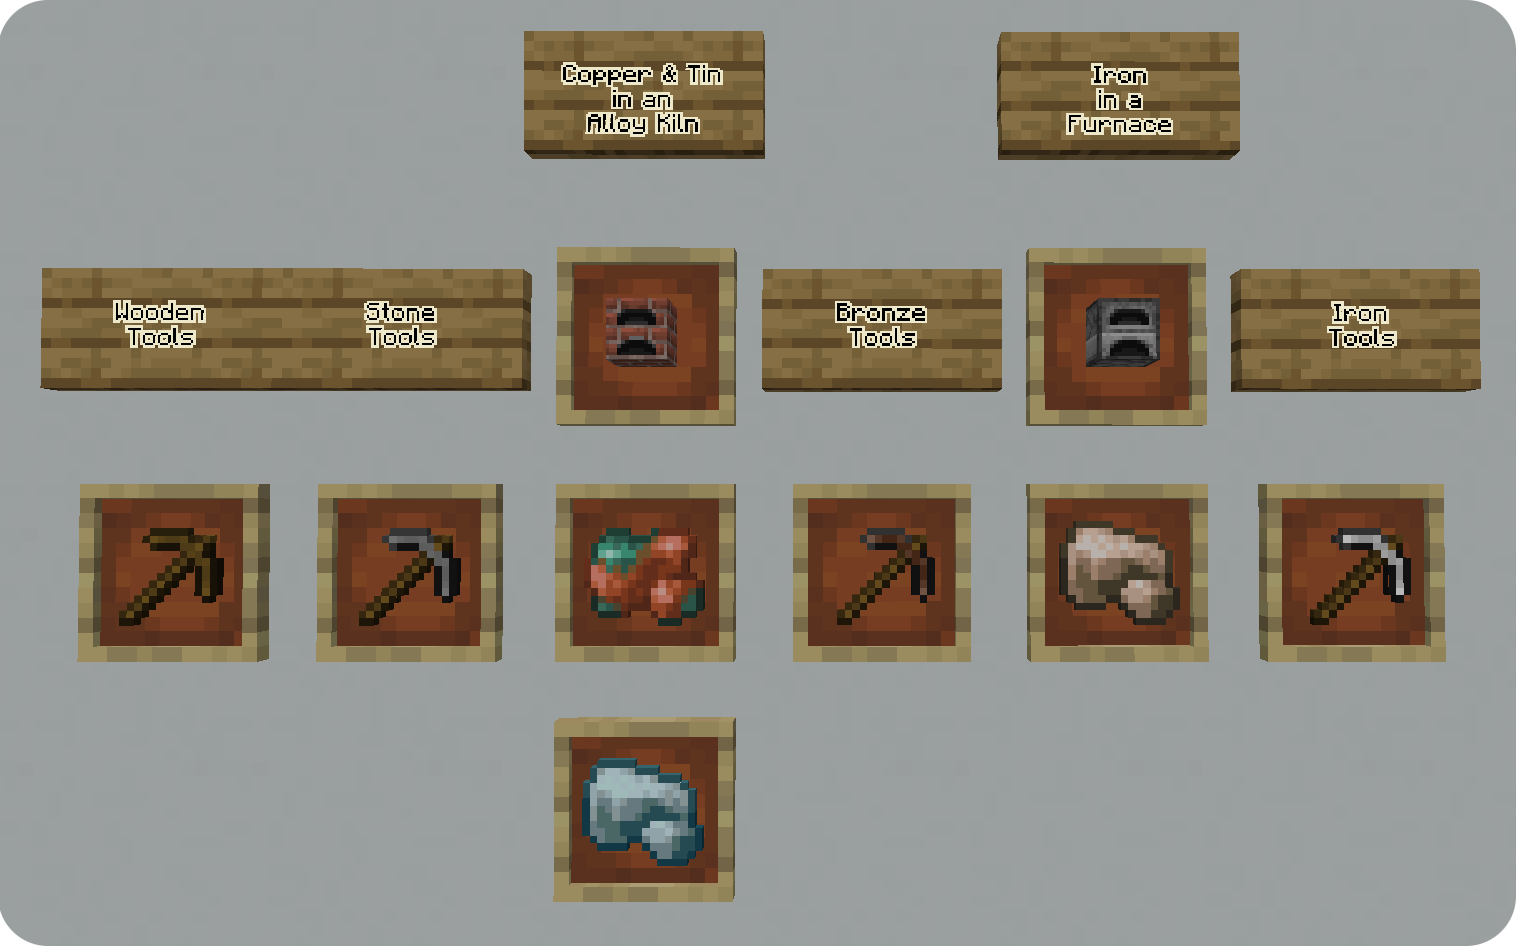 Copper & Tin
in an
Alloy Kiln
Iron
in a
Furnace
Wooden
Tools
Stone
Tools
Bronze
Tools
Iron
Tools